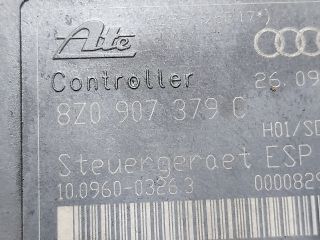 Ate
Controller 26.09
8Z0 907 379 C
H01/SD
Steuergeraet ESP
10.0960-0326.3 0000829